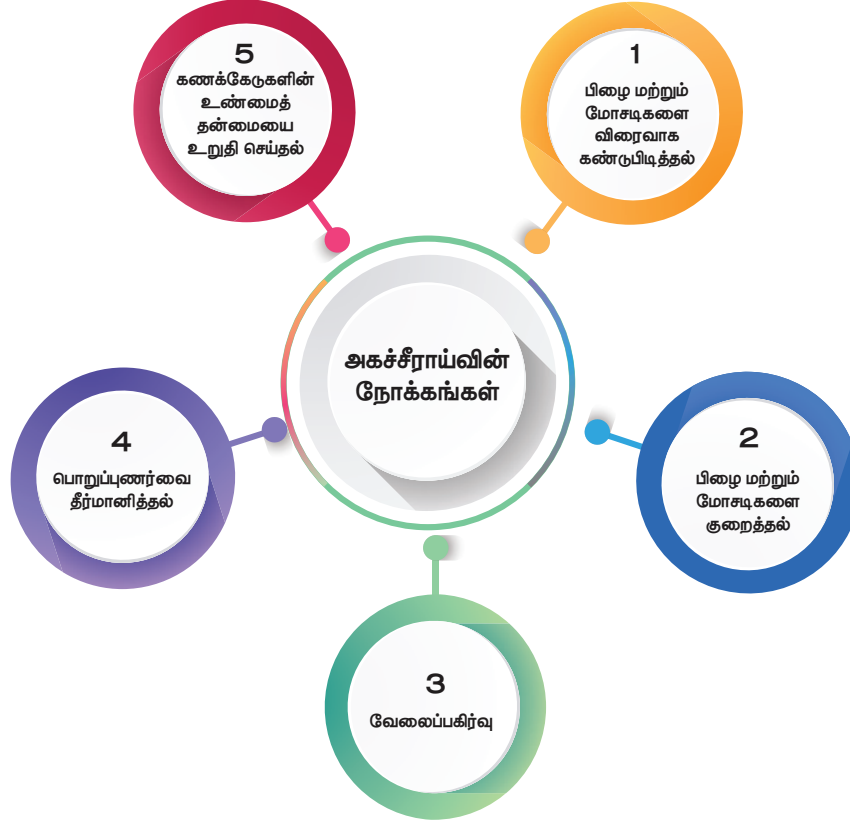 அகச்சீராய்வின்
நோக்கங்கள்
1
பிழை மற்றும்
மோசடிகளை
விரைவாக
கண்டுபிடித்தல்
2
பிழை மற்றும்
மோசடிகளை
குறைத்தல்
3
வேலைப்பகிர்வு
4
பொறுப்புணர்வை
தீர்மானித்தல்
5
கணக்கேடுகளின்
உண்மைத்
தன்மையை
உறுதி செய்தல்